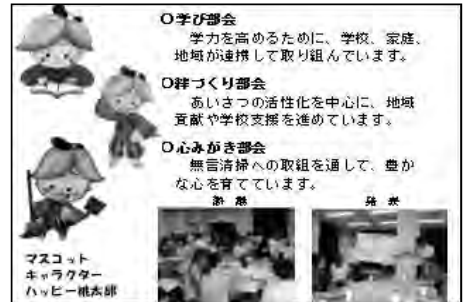 ○学び部会
学力を高めるために、学校、家庭、
地域が連携して取り組んでいます。
○絆づくり部会
あいさつの活性化を中心に、地域
貢献や学校支援を進めています。
○心みがき部会
無言清掃への取組を通して、豊か
な心を育てています。
発表
マスコット
キャラクター
ハッピー桃太郎